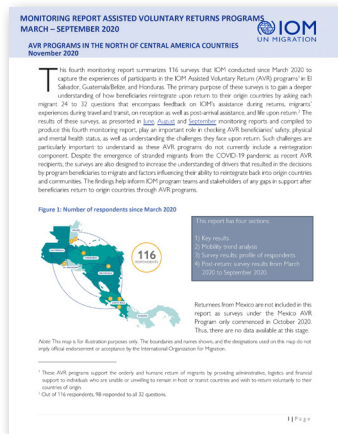 MONITORING REPORT ASSISTED VOLUNTARY RETURNS PROGRAMS
MARCH – SEPTEMBER 2020
IOM
UN MIGRATION
AVR PROGRAMS IN THE NORTH OF CENTRAL AMERICA COUNTRIES
November 2020
This fourth monitoring report summarizes 116 surveys that IOM conducted since March 2020 to
capture the experiences of participants in the IOM Assisted Voluntary Return (AVR) programs¹ in El
Salvador, Guatemala/Belize, and Honduras. The primary purpose of these surveys is to gain a deeper
understanding of how beneficiaries reintegrate upon return to their origin countries by asking each
migrant 24 to 32 questions that encompass feedback on IOM's assistance during returns, migrants'
experiences during travel and transit, on reception as well as post-arrival assistance, and life upon return.² The
results of these surveys, as presented in June, August and September monitoring reports and compiled to
produce this fourth monitoring report, play an important role in checking AVR beneficiaries' safety, physical
and mental health status, as well as understanding the challenges they face upon return. Such challenges are
particularly important to understand as these AVR programs do not currently include a reintegration
component. Despite the emergence of stranded migrants from the COVID-19 pandemic as recent AVR
recipients, the surveys are also designed to increase the understanding of drivers that resulted in the decisions
by program beneficiaries to migrate and factors influencing their ability to reintegrate back into origin countries
and communities. The findings help inform IOM program teams and stakeholders of any gaps in support after
beneficiaries return to origin countries through AVR programs.
Figure 1: Number of respondents since March 2020
116
RESPONDENTS
This report has four sections:
1) Key results
2) Mobility trend analysis
3) Survey results: profile of respondents
4) Post-return: survey results from March
2020 to September 2020
Returnees from Mexico are not included in this
report as surveys under the Mexico AVR
Program only commenced in October 2020.
Thus, there are no data available at this stage.
Note: This map is for illustration purposes only. The boundaries and names shown, and the designations used on this map do not
imply official endorsement or acceptance by the International Organization for Migration.
¹ These AVR programs support the orderly and humane return of migrants by providing administrative, logistics and financial
support to individuals who are unable or unwilling to remain in host or transit countries and wish to return voluntarily to their
countries of origin.
² Out of 116 respondents, 98 responded to all 32 questions.
1 | Page